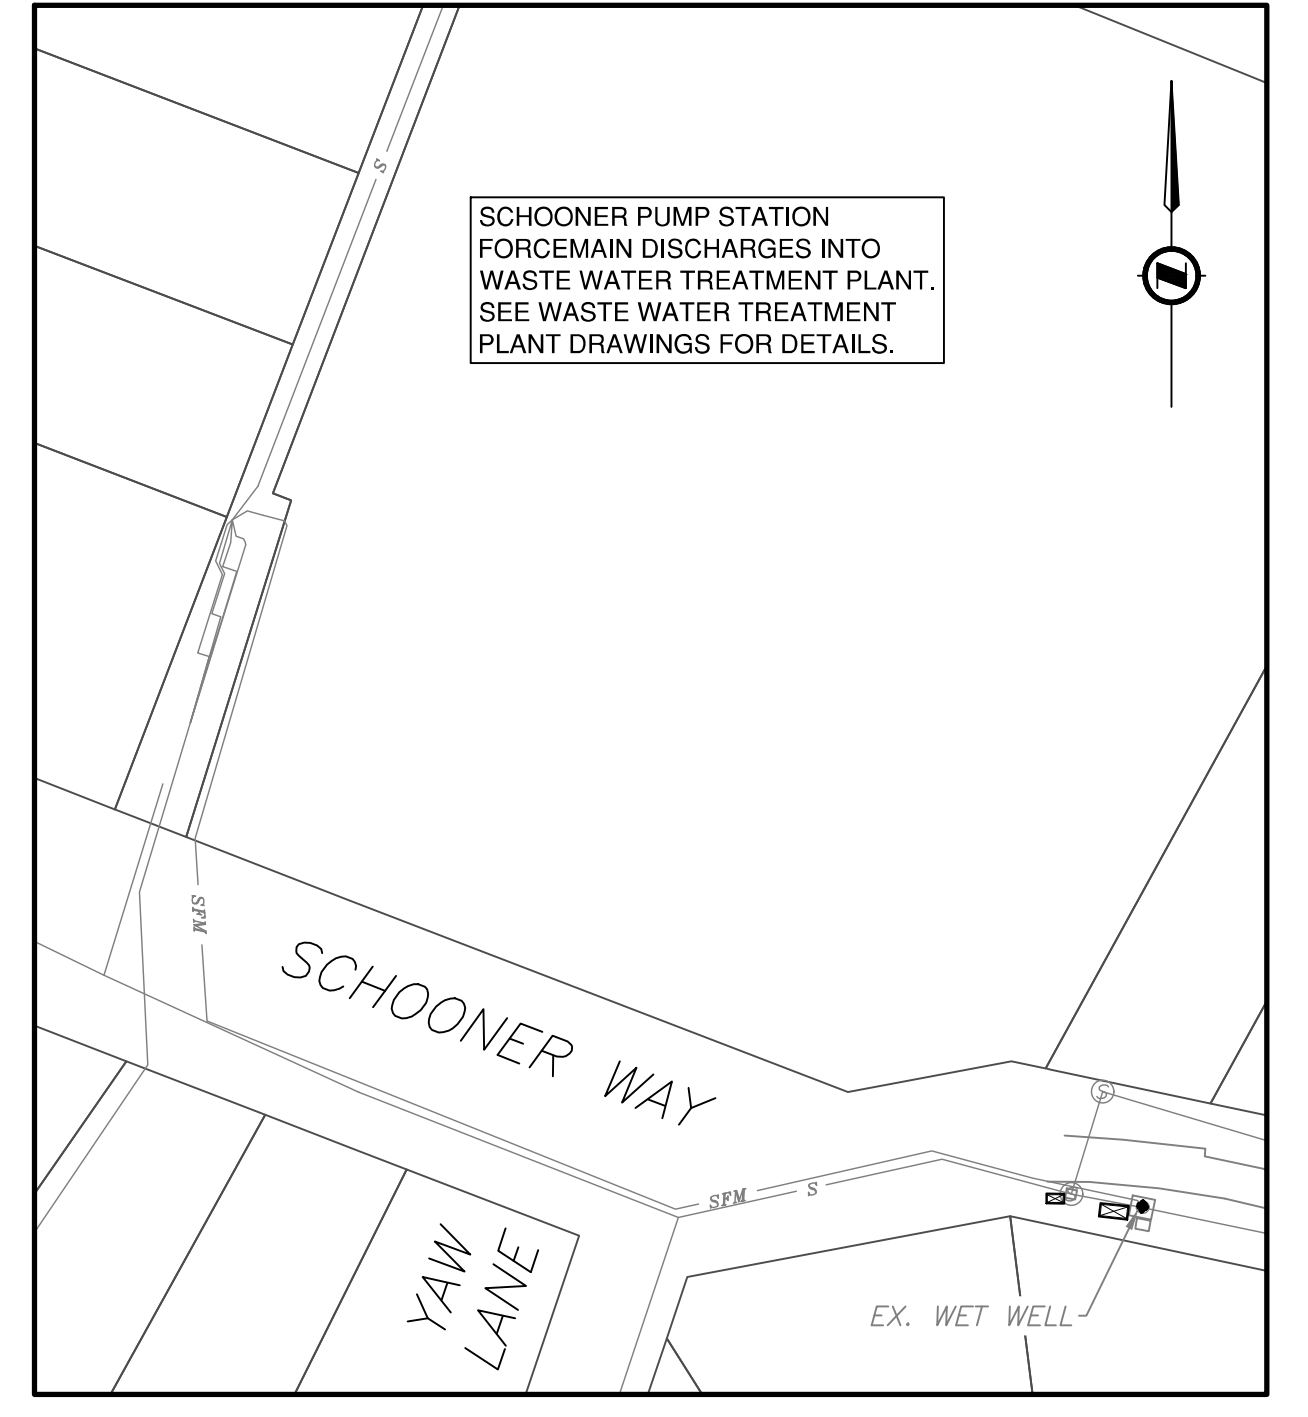 S
SCHOONER PUMP STATION
FORCEMAIN DISCHARGES INTO
WASTE WATER TREATMENT PLANT.
SEE WASTE WATER TREATMENT
PLANT DRAWINGS FOR DETAILS.
N
SFM
SCHOONER WAY
S
SFM
S
YAW
LANE
EX. WET WELL